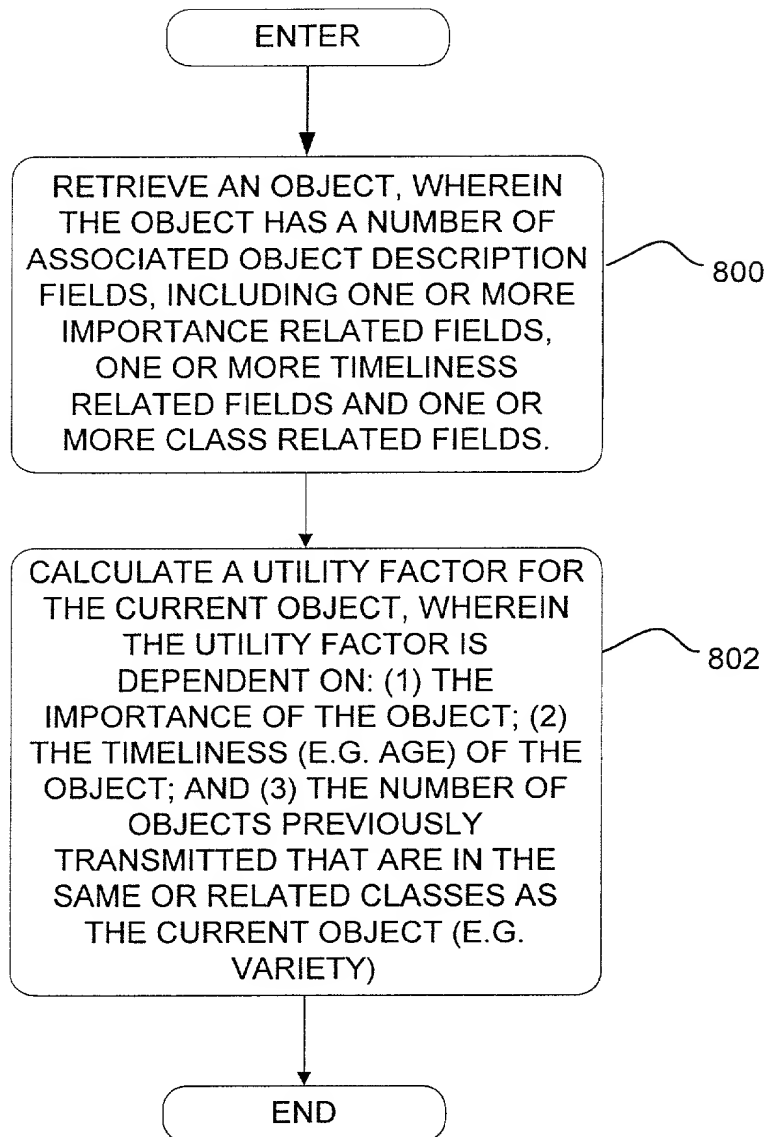 ENTER
RETRIEVE AN OBJECT, WHEREIN
THE OBJECT HAS A NUMBER OF
ASSOCIATED OBJECT DESCRIPTION
FIELDS, INCLUDING ONE OR MORE
IMPORTANCE RELATED FIELDS,
ONE OR MORE TIMELINESS
RELATED FIELDS AND ONE OR
MORE CLASS RELATED FIELDS.
800
CALCULATE A UTILITY FACTOR FOR
THE CURRENT OBJECT, WHEREIN
THE UTILITY FACTOR IS
DEPENDENT ON: (1) THE
IMPORTANCE OF THE OBJECT; (2)
THE TIMELINESS (E.G. AGE) OF THE
OBJECT; AND (3) THE NUMBER OF
OBJECTS PREVIOUSLY
TRANSMITTED THAT ARE IN THE
SAME OR RELATED CLASSES AS
THE CURRENT OBJECT (E.G.
VARIETY)
802
END